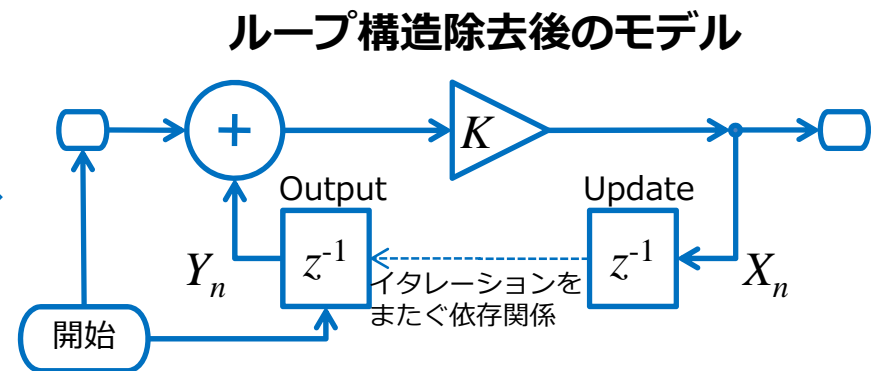 ループ構造除去後のモデル
+
K
Output
Update
Yₙ
z⁻¹
z⁻¹
Xₙ
イタレーションを
またぐ依存関係
開始